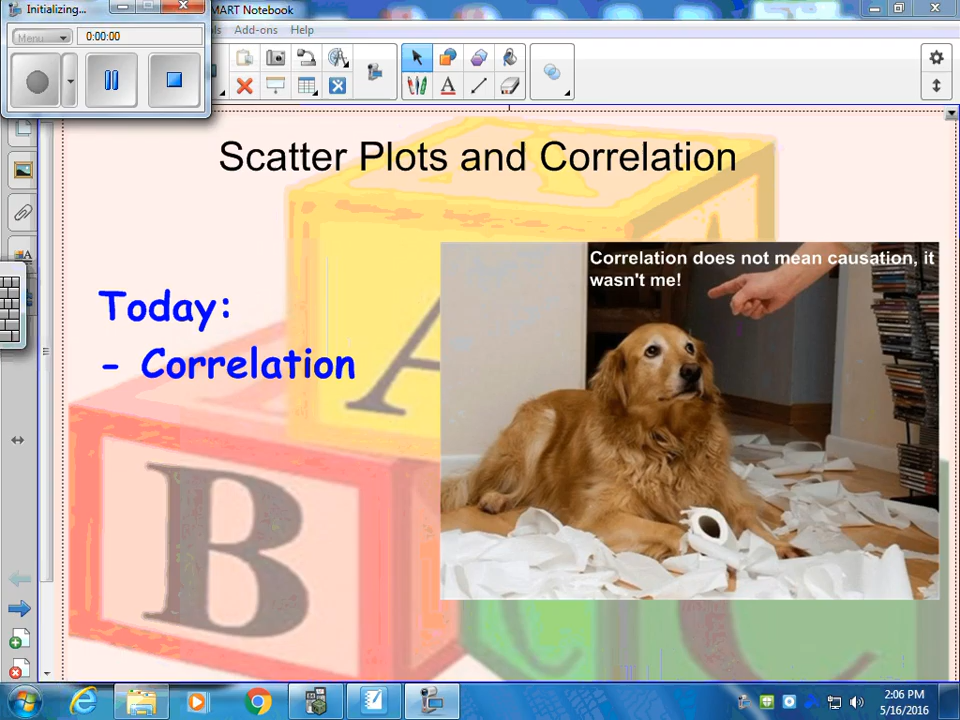 Initializing...
MART Notebook
Menu
0:00:00
ls Add-ons Help
Scatter Plots and Correlation
Correlation does not mean causation, it
wasn't me!
Today:
- Correlation
A
B
C
2:06 PM
5/16/2016